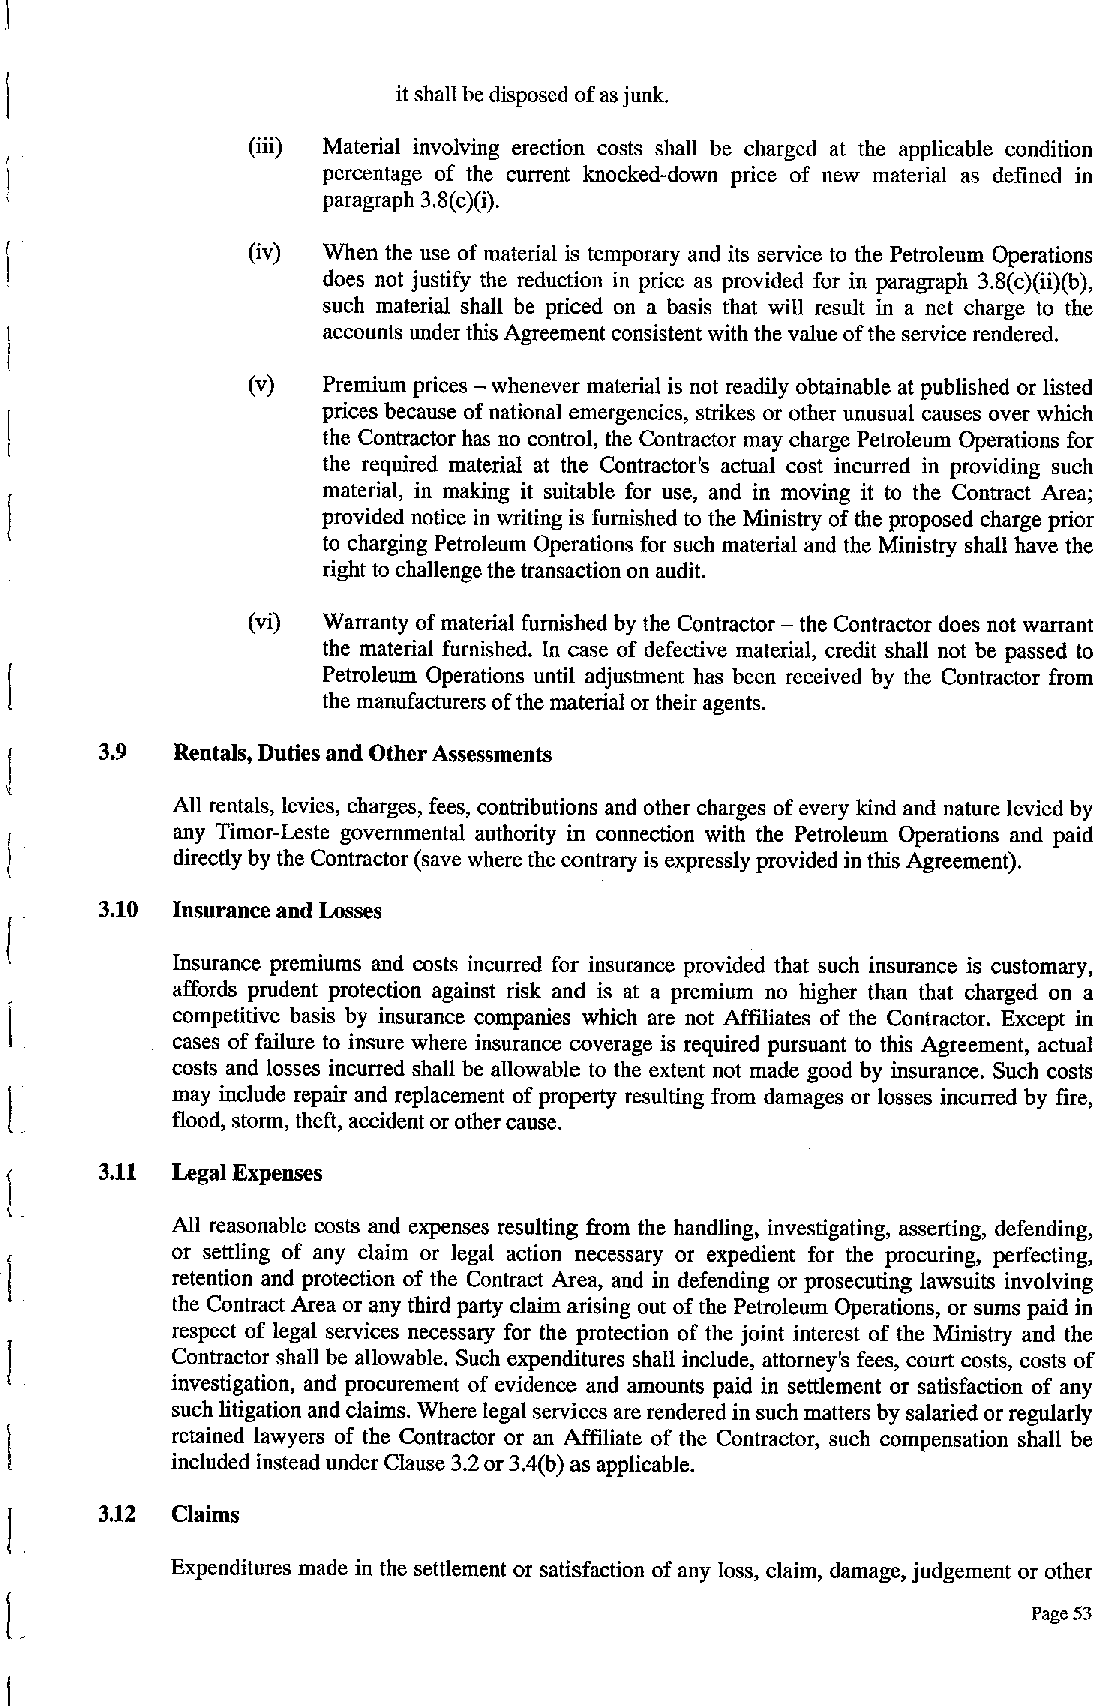 it shall be disposed of as junk.
(iii) Material involving erection costs shall be charged at the applicable condition
percentage of the current knocked-down price of new material as defined in
paragraph 3.8(c)(i).
(iv) When the use of material is temporary and its service to the Petroleum Operations
does not justify the reduction in price as provided for in paragraph 3.8(c)(ii)(b),
such material shall be priced on a basis that will result in a net charge to the
accounts under this Agreement consistent with the value of the service rendered.
(v) Premium prices – whenever material is not readily obtainable at published or listed
prices because of national emergencies, strikes or other unusual causes over which
the Contractor has no control, the Contractor may charge Petroleum Operations for
the required material at the Contractor's actual cost incurred in providing such
material, in making it suitable for use, and in moving it to the Contract Area;
provided notice in writing is furnished to the Ministry of the proposed charge prior
to charging Petroleum Operations for such material and the Ministry shall have the
right to challenge the transaction on audit.
(vi) Warranty of material furnished by the Contractor – the Contractor does not warrant
the material furnished. In case of defective material, credit shall not be passed to
Petroleum Operations until adjustment has been received by the Contractor from
the manufacturers of the material or their agents.
3.9 Rentals, Duties and Other Assessments
All rentals, levies, charges, fees, contributions and other charges of every kind and nature levied by
any Timor-Leste governmental authority in connection with the Petroleum Operations and paid
directly by the Contractor (save where the contrary is expressly provided in this Agreement).
3.10 Insurance and Losses
Insurance premiums and costs incurred for insurance provided that such insurance is customary,
affords prudent protection against risk and is at a premium no higher than that charged on a
competitive basis by insurance companies which are not Affiliates of the Contractor. Except in
cases of failure to insure where insurance coverage is required pursuant to this Agreement, actual
costs and losses incurred shall be allowable to the extent not made good by insurance. Such costs
may include repair and replacement of property resulting from damages or losses incurred by fire,
flood, storm, theft, accident or other cause.
3.11 Legal Expenses
All reasonable costs and expenses resulting from the handling, investigating, asserting, defending,
or settling of any claim or legal action necessary or expedient for the procuring, perfecting,
retention and protection of the Contract Area, and in defending or prosecuting lawsuits involving
the Contract Area or any third party claim arising out of the Petroleum Operations, or sums paid in
respect of legal services necessary for the protection of the joint interest of the Ministry and the
Contractor shall be allowable. Such expenditures shall include, attorney's fees, court costs, costs of
investigation, and procurement of evidence and amounts paid in settlement or satisfaction of any
such litigation and claims. Where legal services are rendered in such matters by salaried or regularly
retained lawyers of the Contractor or an Affiliate of the Contractor, such compensation shall be
included instead under Clause 3.2 or 3.4(b) as applicable.
3.12 Claims
Expenditures made in the settlement or satisfaction of any loss, claim, damage, judgement or other
Page 53